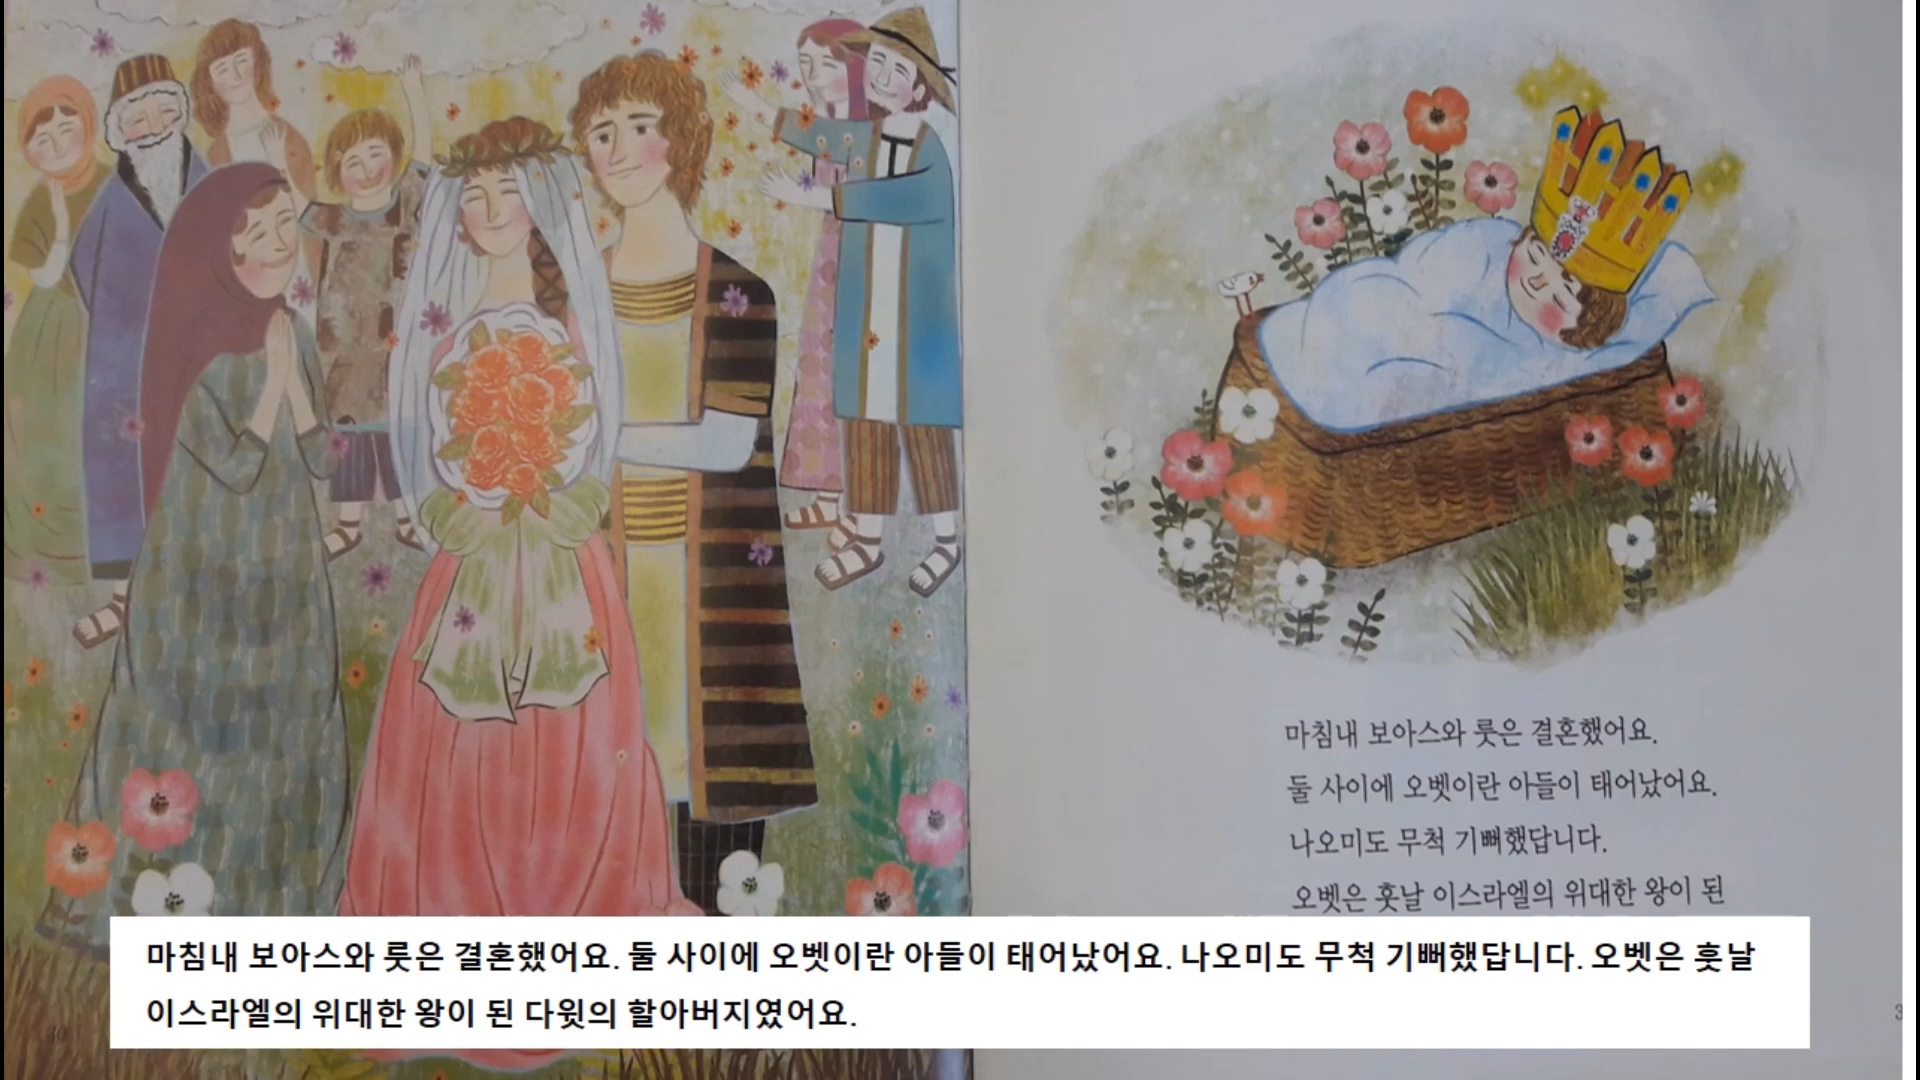 마침내 보아스와 룻은 결혼했어요.
둘 사이에 오벳이란 아들이 태어났어요.
나오미도 무척 기뻐했답니다.
오벳은 훗날 이스라엘의 위대한 왕이 된
마침내 보아스와 룻은 결혼했어요. 둘 사이에 오벳이란 아들이 태어났어요. 나오미도 무척 기뻐했답니다. 오벳은 훗날
이스라엘의 위대한 왕이 된 다윗의 할아버지였어요.
30